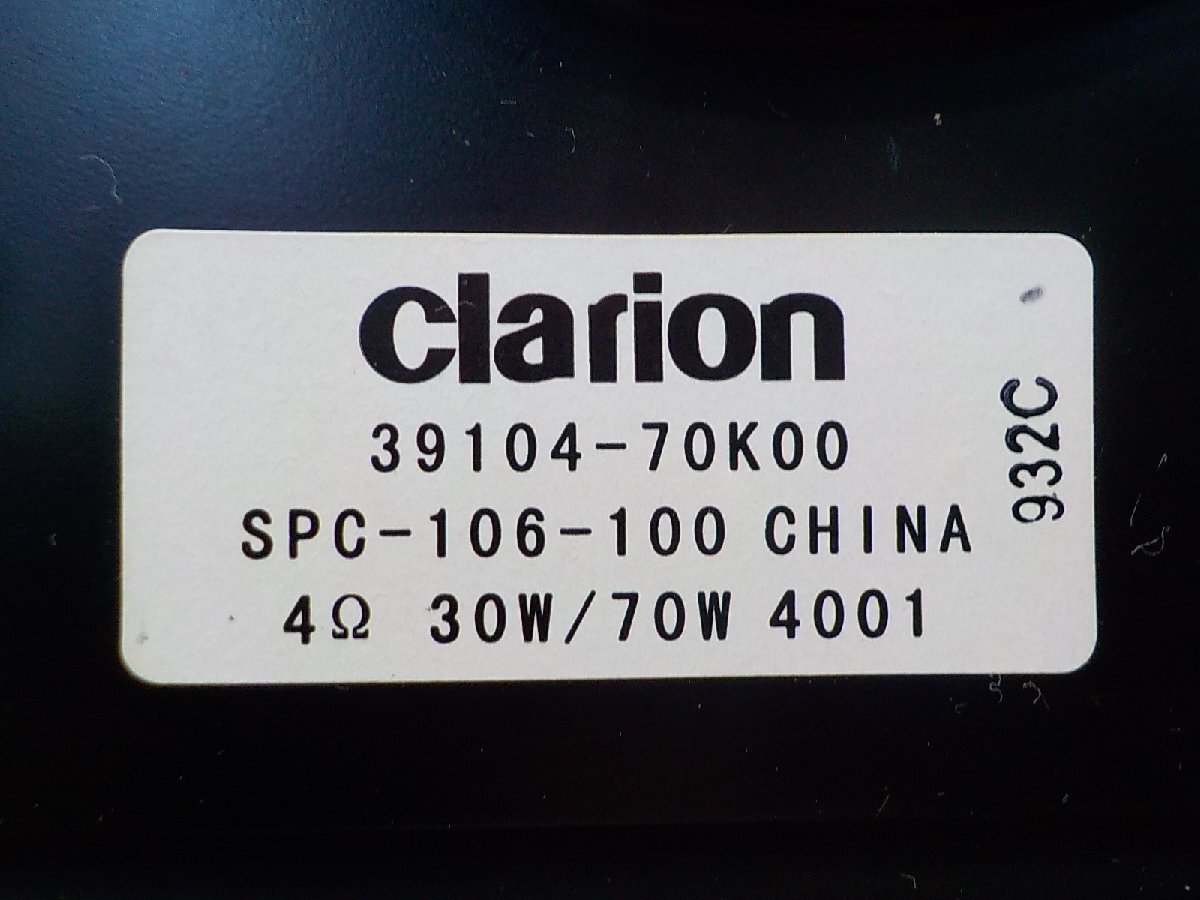 Clarion
39104-70K00
SPC-106-100 CHINA
4Ω 30W/70W 4001
932C